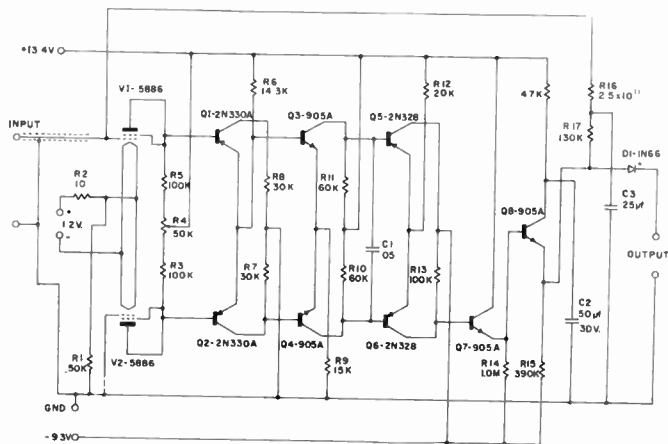 +13.4V
V1-5886
INPUT
R2
10
+
1.2V.
-
R5
100K
R4
50K
R3
100K
R1
.50K
V2-5886
GND
-9.3V
Q1-2N330A
Q2-2N330A
R6
14.3K
R8
30K
R7
30K
Q3-905A
Q4-905A
R11
60K
R10
60K
R9
15K
C1
.05
Q5-2N328
Q6-2N328
R12
20K
R13
100K
Q7-905A
Q8-905A
47K
R14
1.0M
R15
390K
R16
2.5x10¹¹
R17
130K
D1-1N66
+
C3
25µf
C2
50µf
30V.
OUTPUT